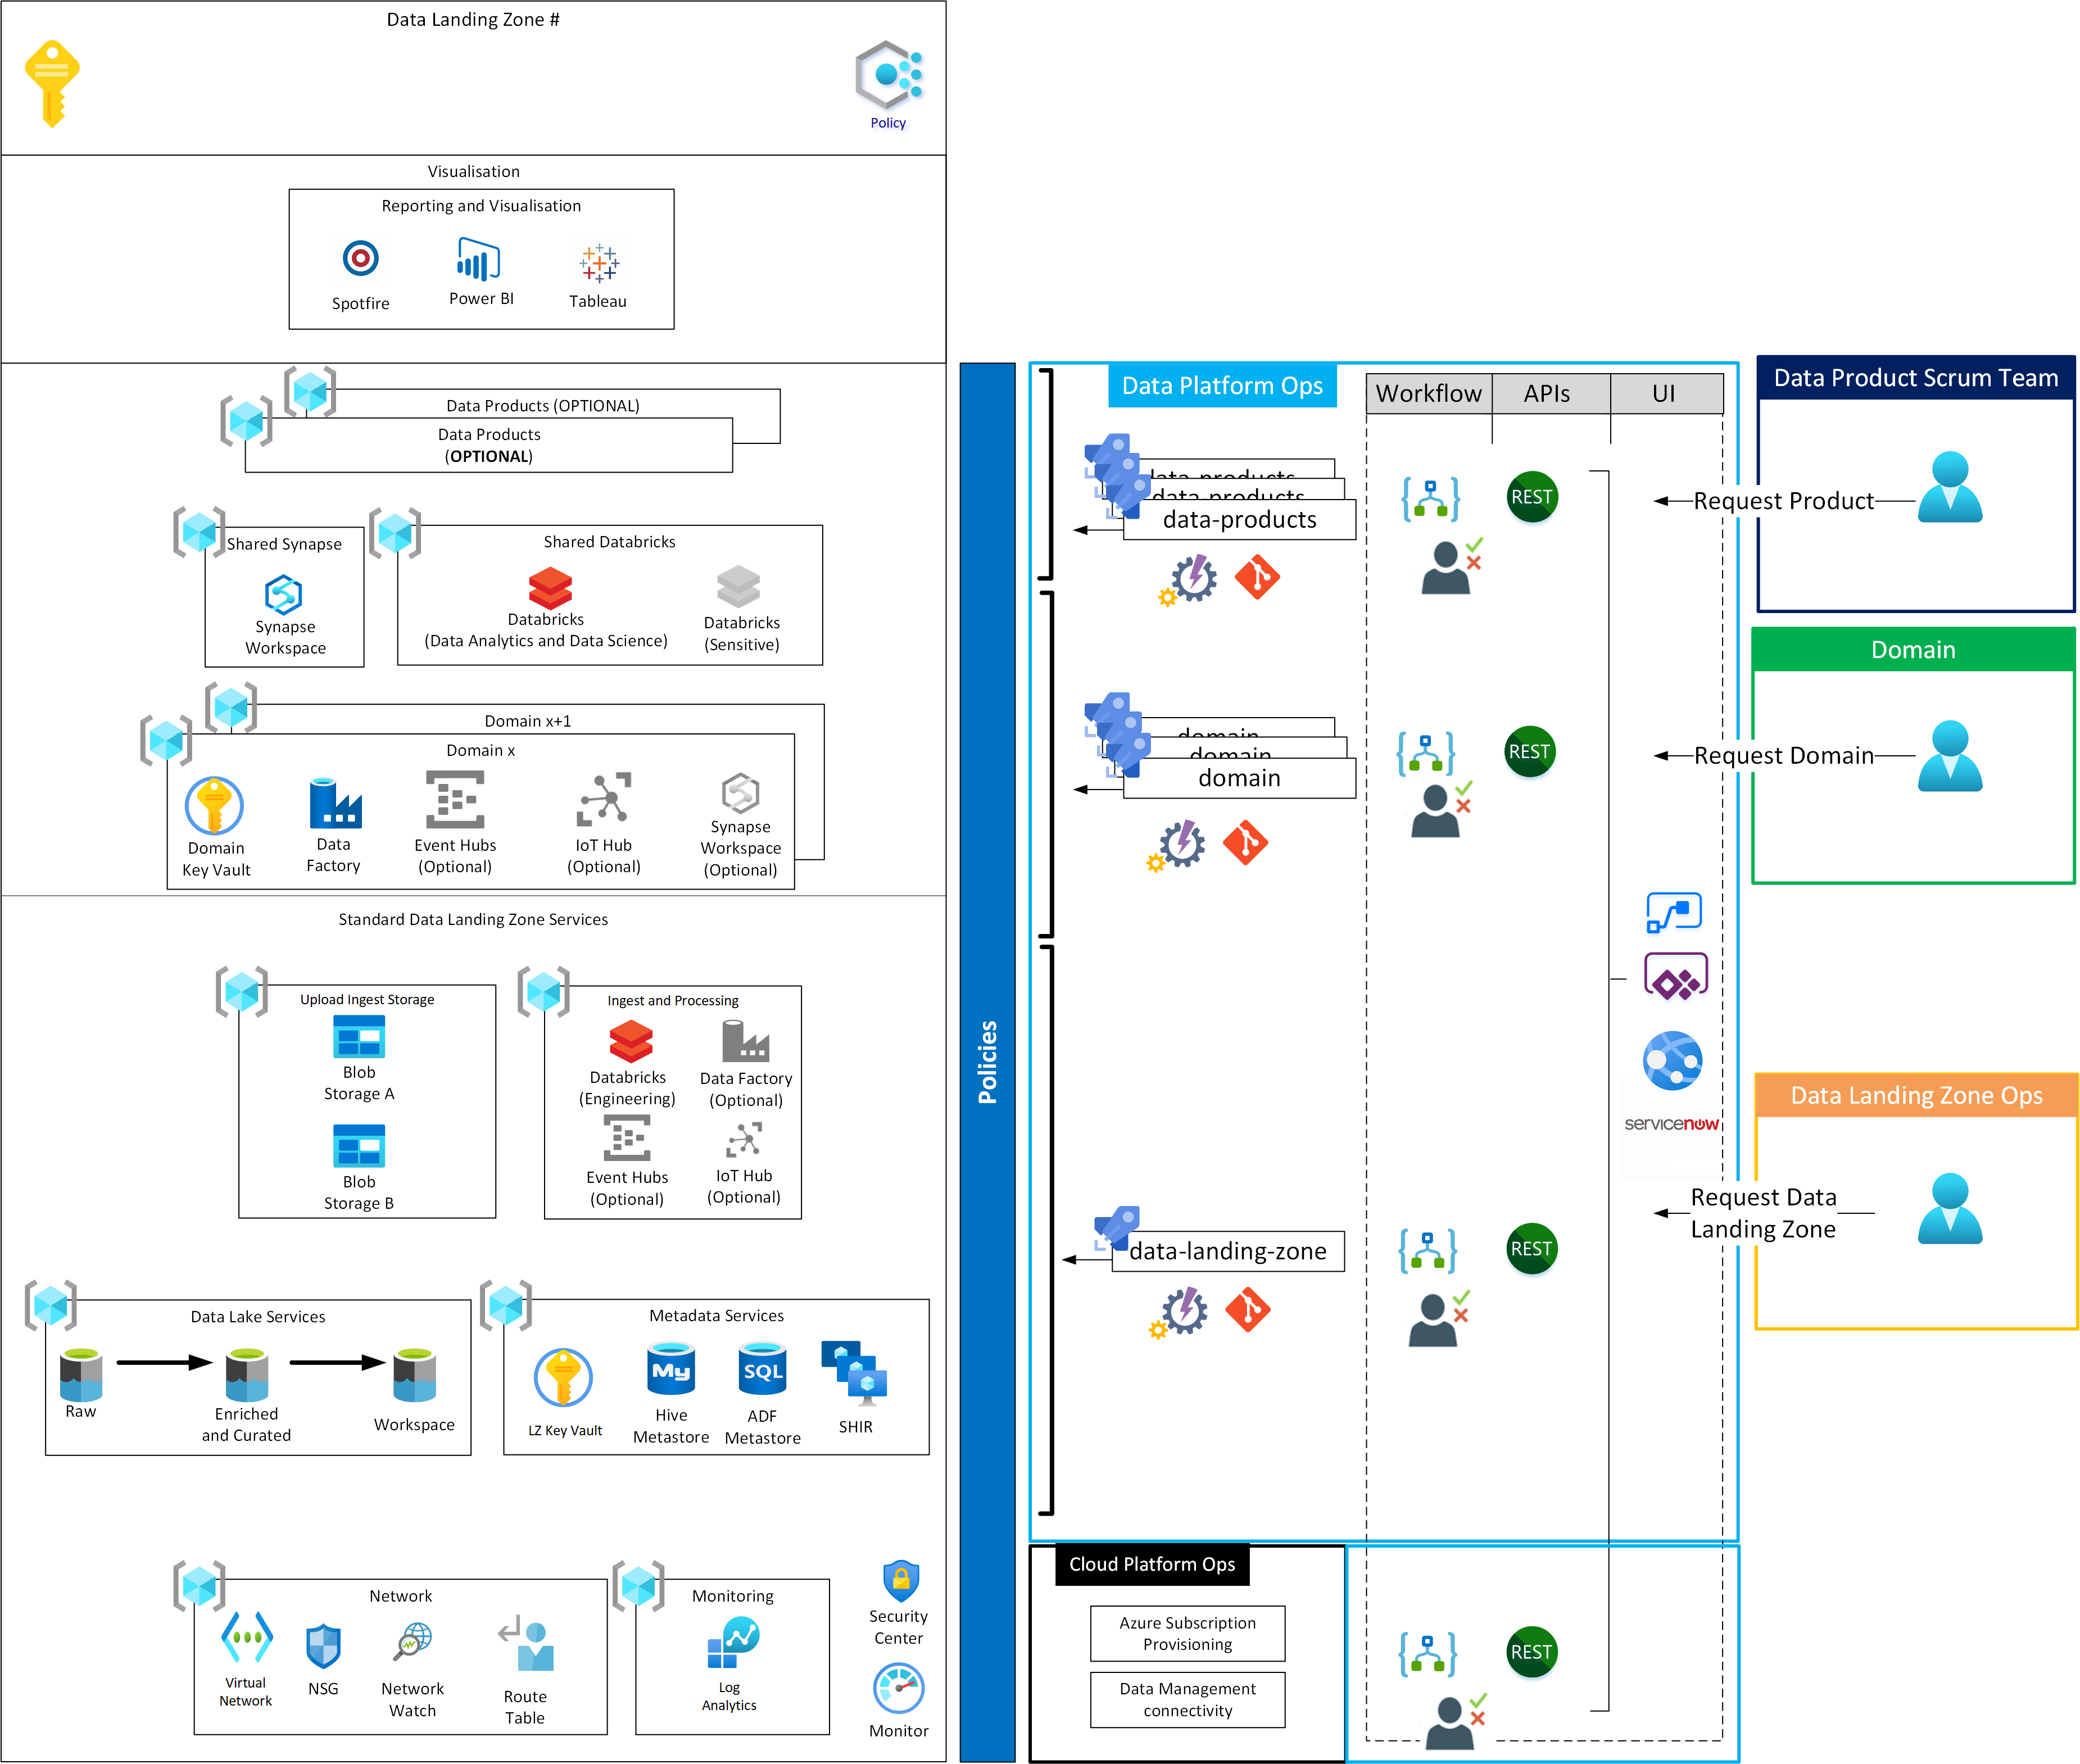 Data Landing Zone #
Policy
Visualisation
Reporting and Visualisation
Spotfire
Power BI
Tableau
Data Products (OPTIONAL)
Data Products
(OPTIONAL)
Shared Synapse
Synapse
Workspace
Shared Databricks
Databricks
(Data Analytics and Data Science)
Databricks
(Sensitive)
Domain x+1
Domain x
Domain
Key Vault
Data
Factory
Event Hubs
(Optional)
IoT Hub
(Optional)
Synapse
Workspace
(Optional)
Standard Data Landing Zone Services
Upload Ingest Storage
Blob
Storage A
Blob
Storage B
Ingest and Processing
Databricks
(Engineering)
Data Factory
(Optional)
Event Hubs
(Optional)
IoT Hub
(Optional)
Data Lake Services
Raw
Enriched
and Curated
Workspace
Metadata Services
LZ Key Vault
My
Hive
Metastore
SQL
ADF
Metastore
SHIR
Network
Virtual
Network
NSG
Network
Watch
Route
Table
Monitoring
Log
Analytics
Security
Center
Monitor
Policies
Data Platform Ops
Workflow
APIs
UI
data-products
data-products
data-products
REST
Request Product
Data Product Scrum Team
domain
domain
domain
REST
Request Domain
Domain
servicenow
data-landing-zone
REST
Request Data
Landing Zone
Data Landing Zone Ops
Cloud Platform Ops
Azure Subscription
Provisioning
Data Management
connectivity
REST